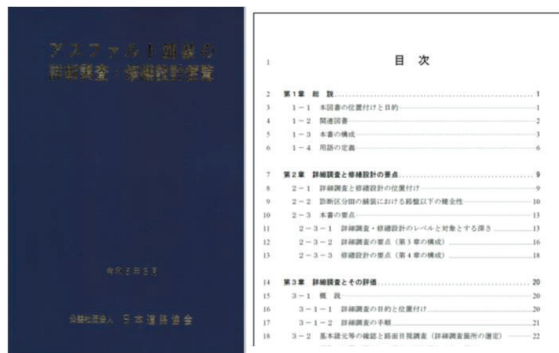 アスファルト舗装の
詳細調査・修繕設計便覧
令和5年3月
公益社団法人 日本道路協会
1 目 次
2 第1章 総 説 1
3 1-1 本図書の位置付けと目的 1
4 1-2 関連図書 2
5 1-3 本書の構成 3
6 1-4 用語の定義 6
7 第2章 詳細調査と修繕設計の要点 9
8 2-1 詳細調査と修繕設計の位置付け 9
9 2-2 診断区分Ⅲの舗装における路盤以下の健全性 10
10 2-3 本書の要点 13
11 2-3-1 詳細調査・修繕設計のレベルと対象とする深さ 13
12 2-3-2 詳細調査の要点(第3章の構成) 16
13 2-3-3 修繕設計の要点(第4章の構成) 18
14 第3章 詳細調査とその評価 20
15 3-1 概 説 20
16 3-1-1 詳細調査の目的と位置付け 20
17 3-1-2 詳細調査の手順 21
18 3-2 基本諸元等の確認と路面目視調査(詳細調査箇所の選定) 22